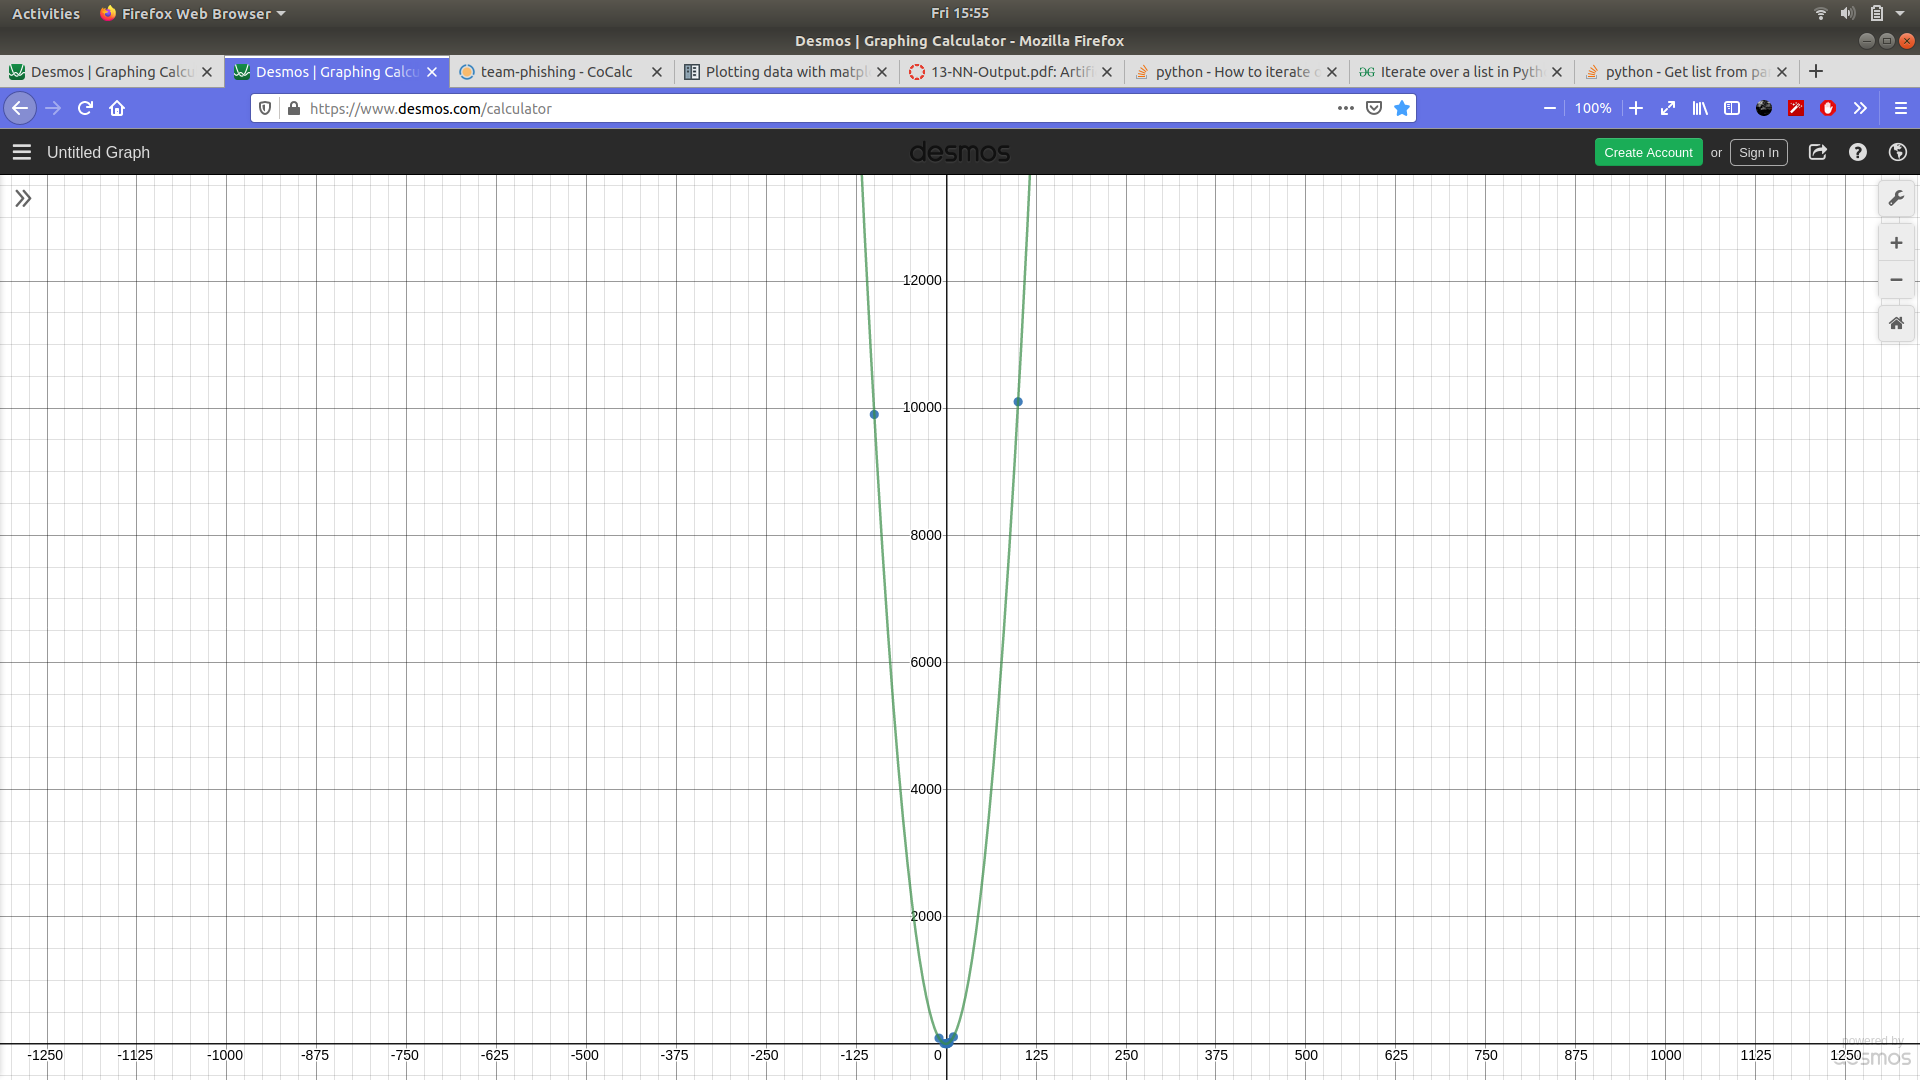 Activities Firefox Web Browser Fri 15:55
Desmos | Graphing Calculator - Mozilla Firefox
Desmos | Graphing Calcu Desmos | Graphing Calcu team-phishing - CoCalc Plotting data with matpl 13-NN-Output.pdf: Artifi python - How to iterate o Iterate over a list in Pyth python - Get list from pa
https://www.desmos.com/calculator 100%
Untitled Graph desmos Create Account or Sign In
12000
10000
8000
6000
4000
2000
-1250 -1125 -1000 -875 -750 -625 -500 -375 -250 -125 0 125 250 375 500 625 750 875 1000 1125 1250
powered by
desmos